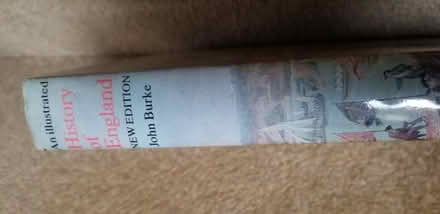 An illustrated
History
of
England
NEW EDITION
John Burke